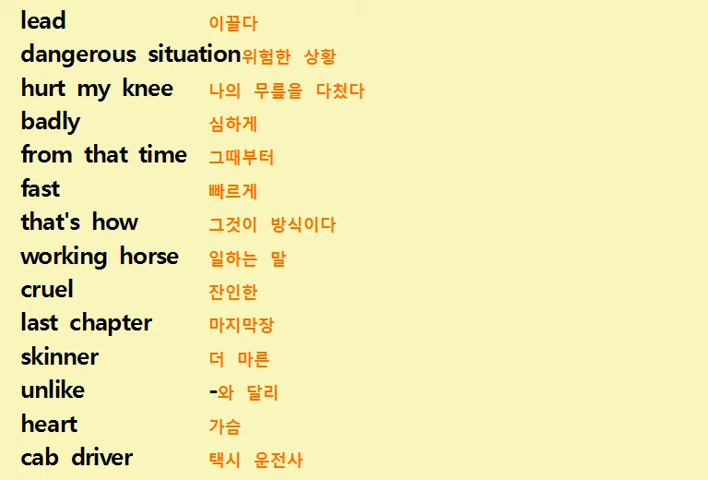 lead 이끌다
dangerous situation위험한 상황
hurt my knee 나의 무릎을 다쳤다
badly 심하게
from that time 그때부터
fast 빠르게
that's how 그것이 방식이다
working horse 일하는 말
cruel 잔인한
last chapter 마지막장
skinner 더 마른
unlike -와 달리
heart 가슴
cab driver 택시 운전사